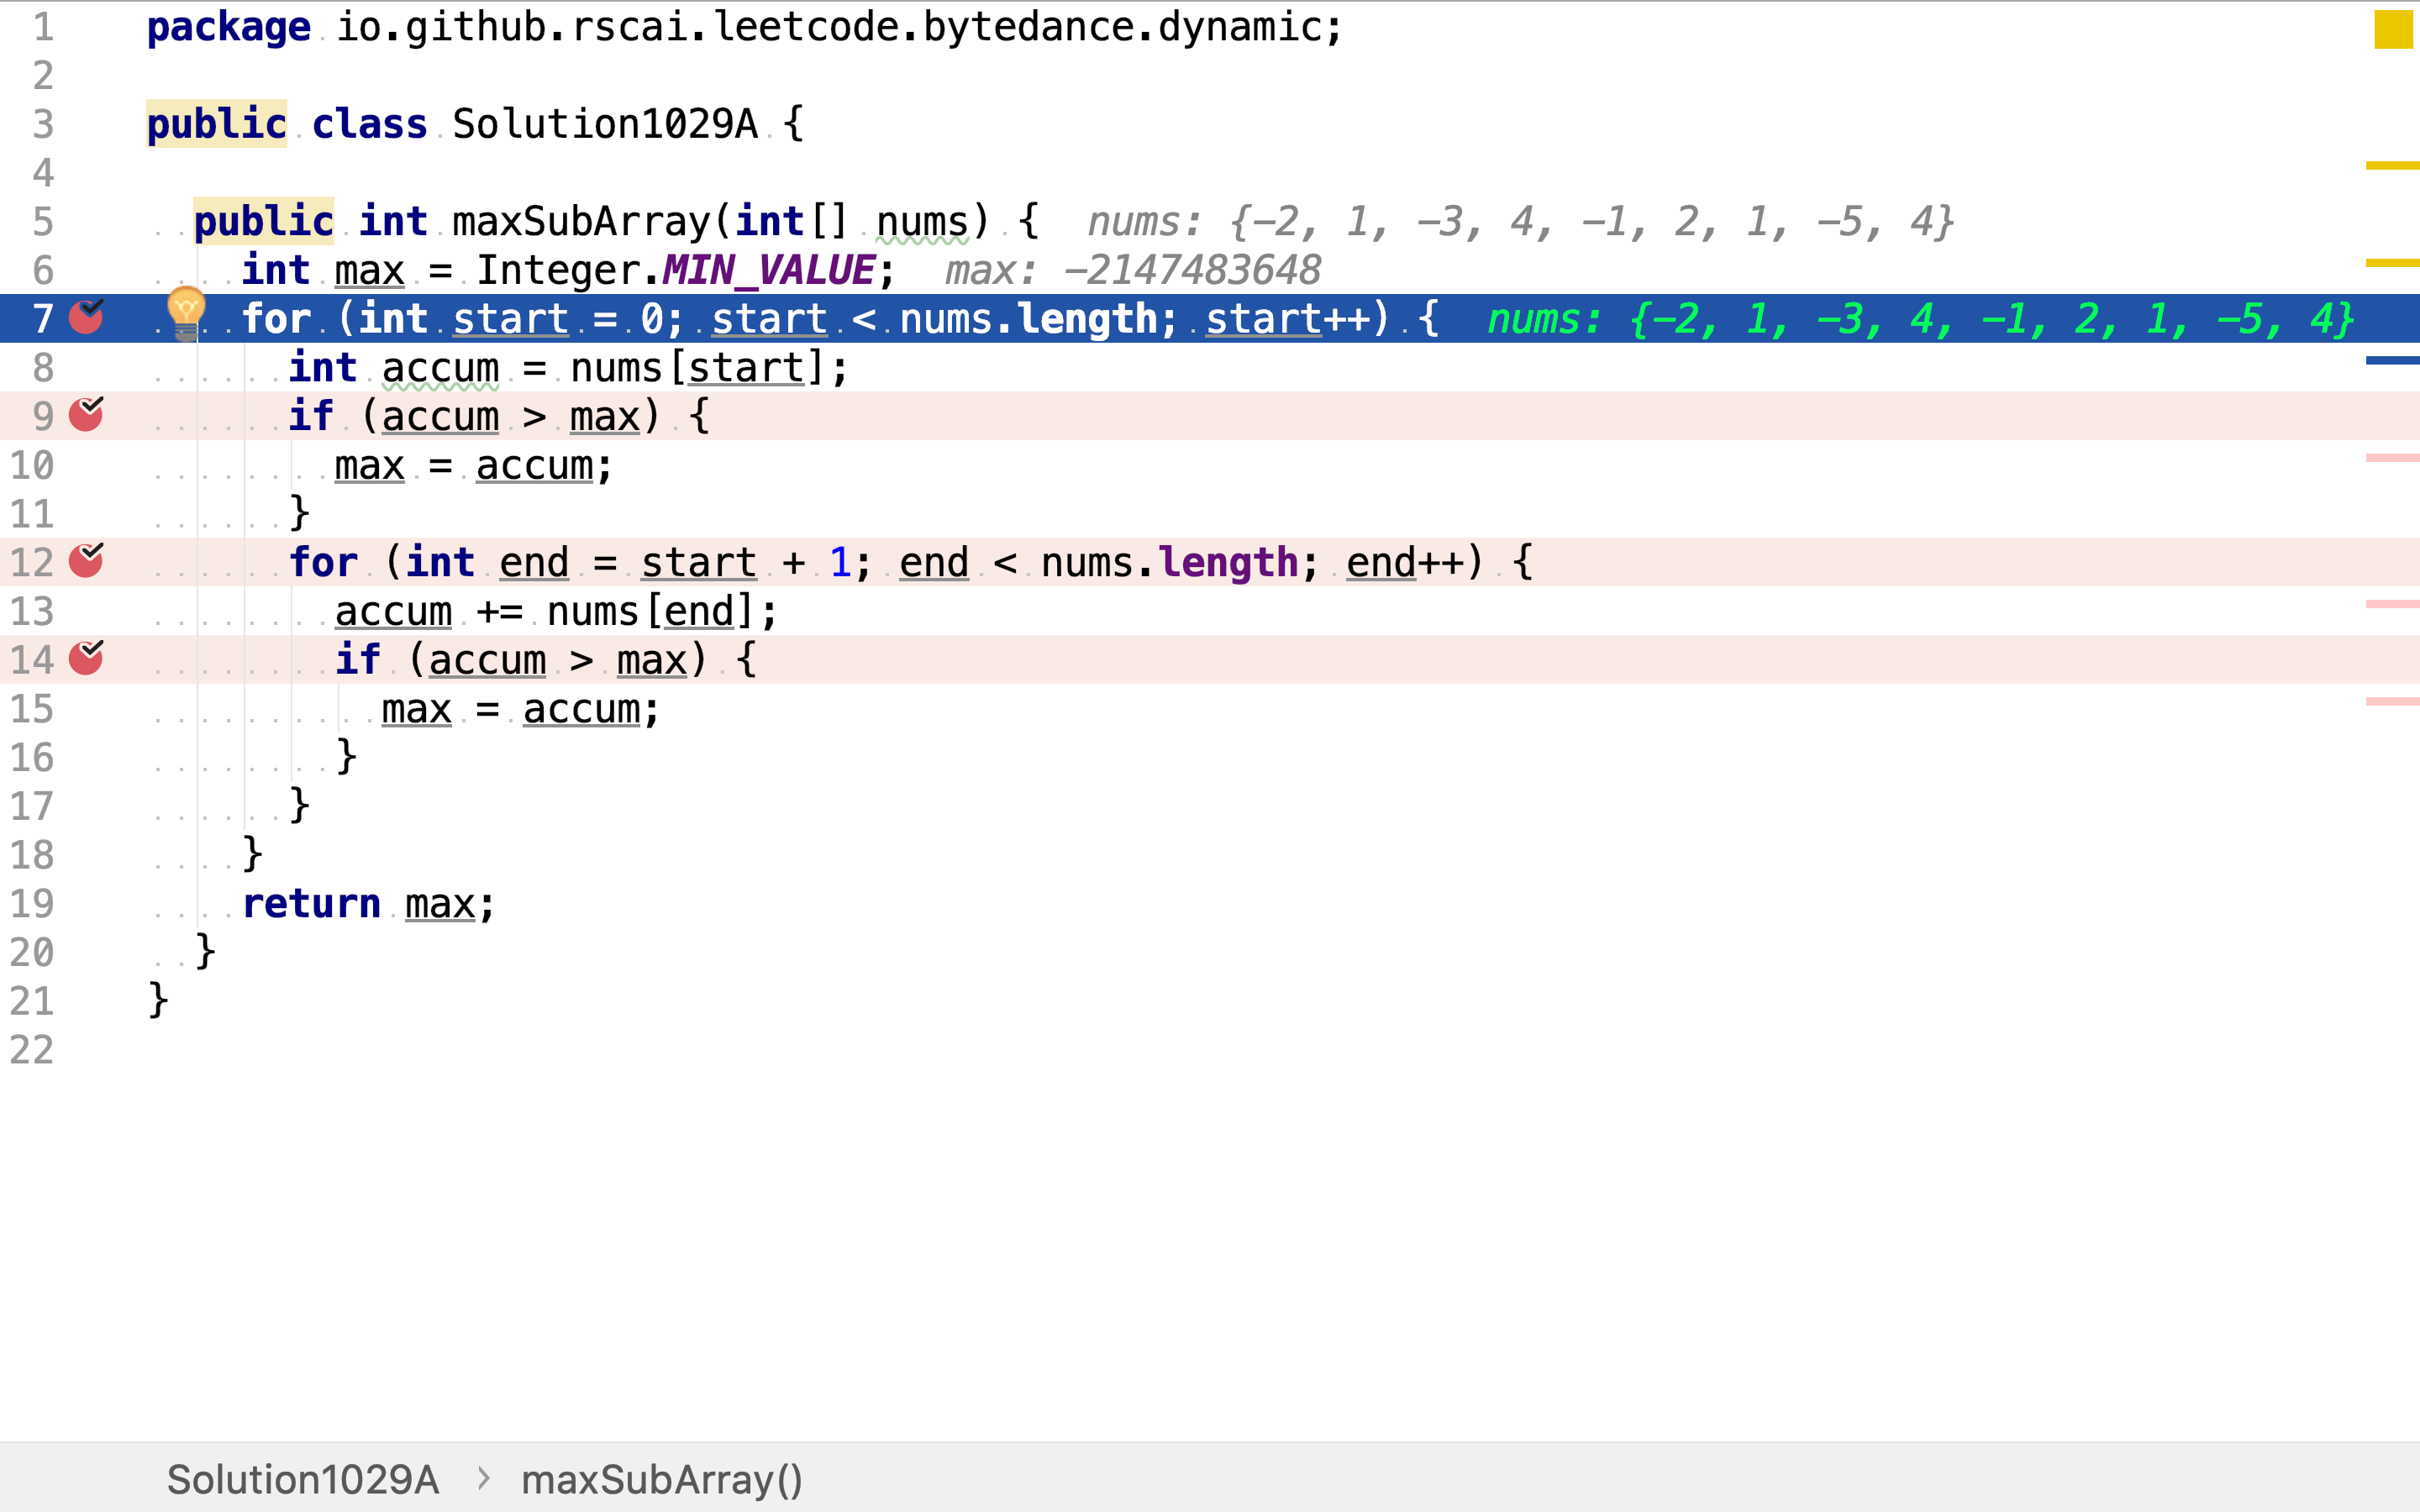 1 package io.github.rscai.leetcode.bytedance.dynamic;
2
3 public class Solution1029A {
4
5 public int maxSubArray(int[] nums) { nums: {-2, 1, -3, 4, -1, 2, 1, -5, 4}
6 int max = Integer.MIN_VALUE; max: -2147483648
7 for (int start = 0; start < nums.length; start++) { nums: {-2, 1, -3, 4, -1, 2, 1, -5, 4}
8 int accum = nums[start];
9 if (accum > max) {
10 max = accum;
11 }
12 for (int end = start + 1; end < nums.length; end++) {
13 accum += nums[end];
14 if (accum > max) {
15 max = accum;
16 }
17 }
18 }
19 return max;
20 }
21 }
22
Solution1029A > maxSubArray()